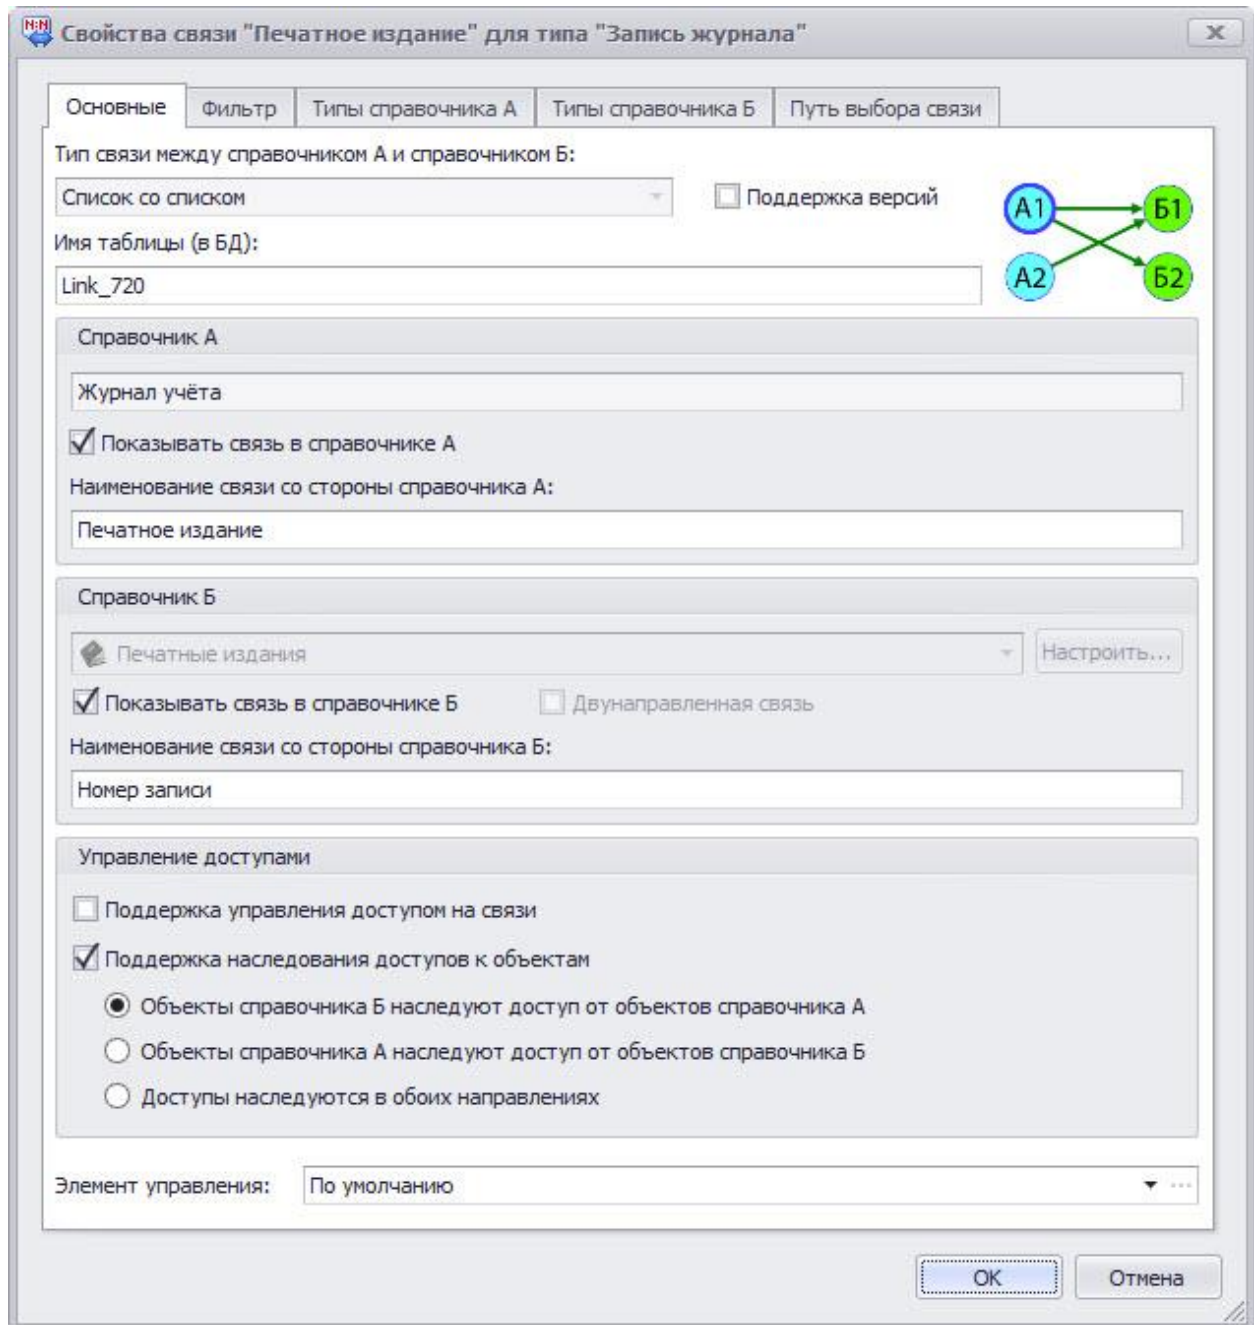 N:N
Свойства связи "Печатное издание" для типа "Запись журнала"
Основные Фильтр Типы справочника А Типы справочника Б Путь выбора связи
Тип связи между справочником А и справочником Б:
Список со списком Поддержка версий
А1 Б1
Имя таблицы (в БД):
А2 Б2
Link_720
Справочник А
Журнал учёта
Показывать связь в справочнике А
Наименование связи со стороны справочника А:
Печатное издание
Справочник Б
Печатные издания Настроить...
Показывать связь в справочнике Б Двунаправленная связь
Наименование связи со стороны справочника Б:
Номер записи
Управление доступами
Поддержка управления доступом на связи
Поддержка наследования доступов к объектам
Объекты справочника Б наследуют доступ от объектов справочника А
Объекты справочника А наследуют доступ от объектов справочника Б
Доступы наследуются в обоих направлениях
Элемент управления: По умолчанию ...
ОК Отмена